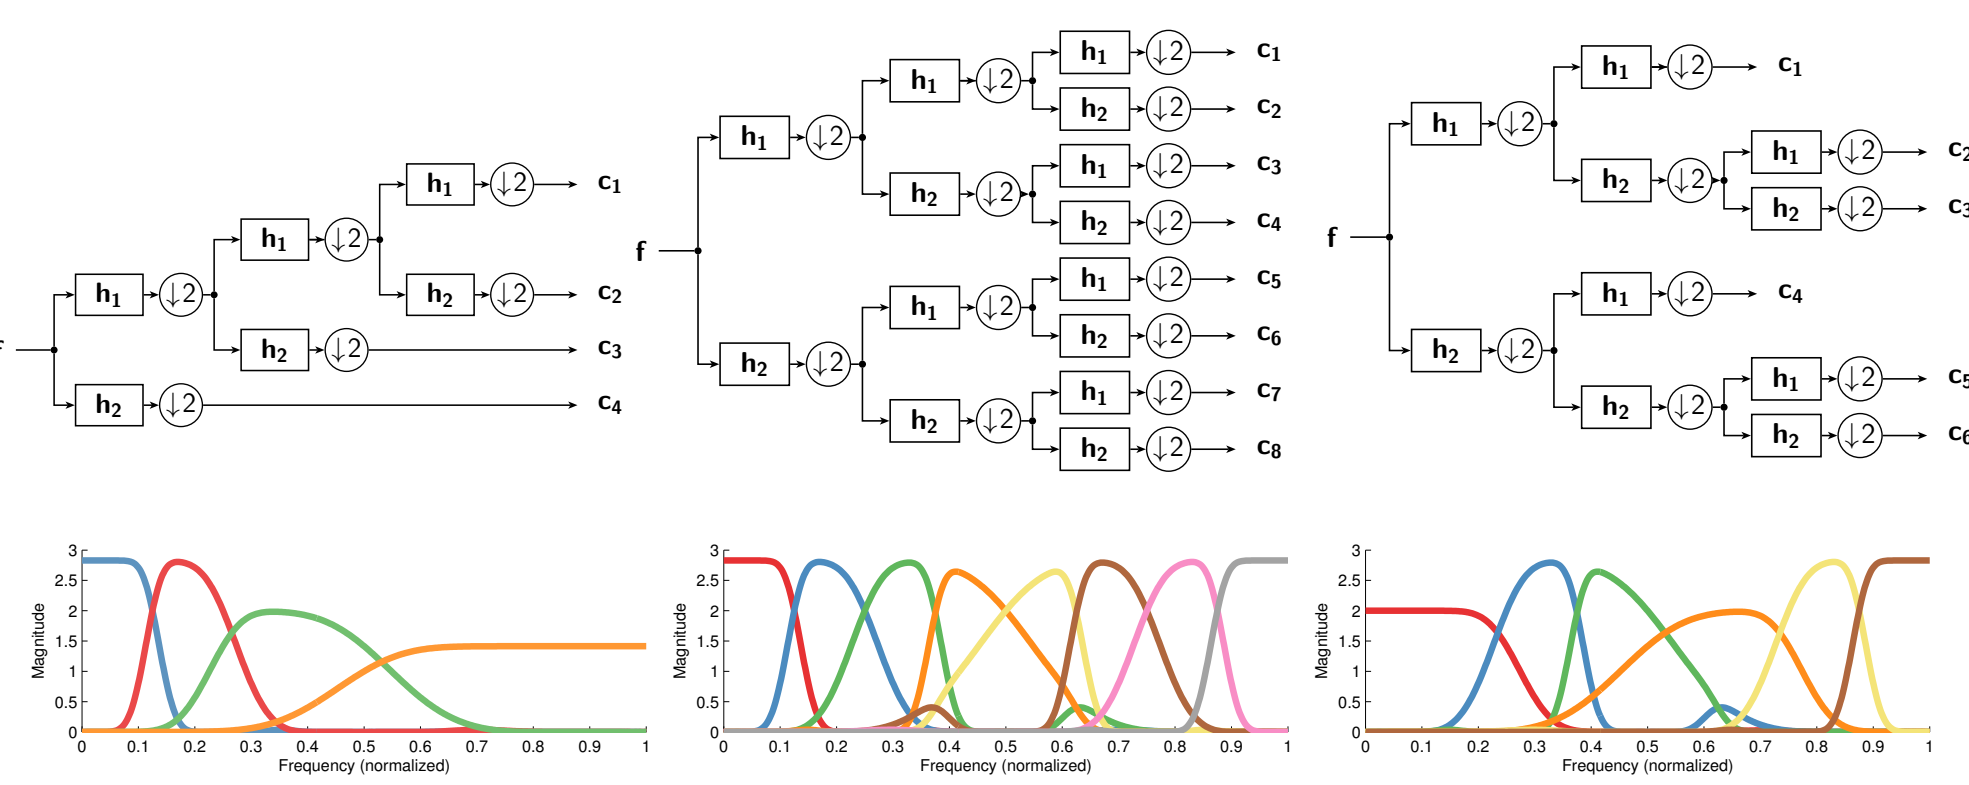 h1 ↓2 c1
h1 ↓2
h1 ↓2 h2 ↓2 c2
h2 ↓2 c3
h2 ↓2 c4
f
h1 ↓2
h2 ↓2
h1 ↓2
h2 ↓2
h1 ↓2
h2 ↓2
h1 ↓2 c1
h2 ↓2 c2
h1 ↓2 c3
h2 ↓2 c4
h1 ↓2 c5
h2 ↓2 c6
h1 ↓2 c7
h2 ↓2 c8
f
h1 ↓2
h2 ↓2
h1 ↓2 c1
h2 ↓2
h1 ↓2 c2
h2 ↓2 c3
h1 ↓2 c4
h2 ↓2
h1 ↓2 c5
h2 ↓2 c6
Magnitude
3
2.5
2
1.5
1
0.5
0
0 0.1 0.2 0.3 0.4 0.5 0.6 0.7 0.8 0.9 1
Frequency (normalized)
Magnitude
3
2.5
2
1.5
1
0.5
0
0 0.1 0.2 0.3 0.4 0.5 0.6 0.7 0.8 0.9 1
Frequency (normalized)
Magnitude
3
2.5
2
1.5
1
0.5
0
0 0.1 0.2 0.3 0.4 0.5 0.6 0.7 0.8 0.9 1
Frequency (normalized)